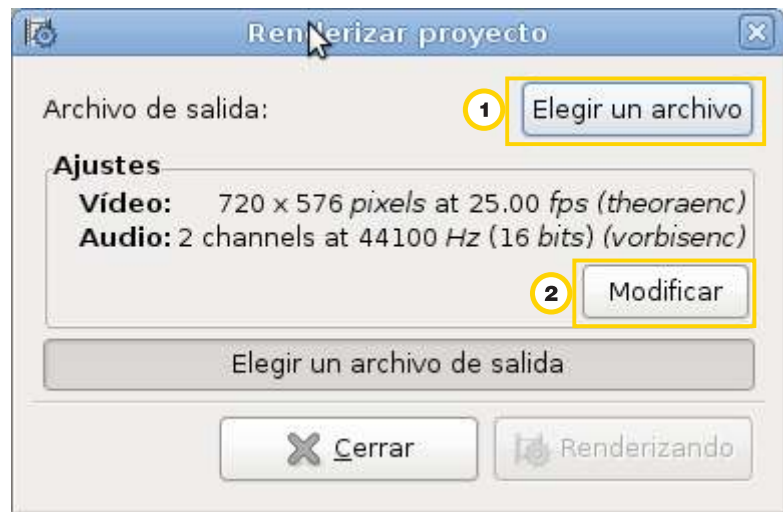 Renderizar proyecto
Archivo de salida:
1
Elegir un archivo
Ajustes
Vídeo: 720 x 576 pixels at 25.00 fps (theoraenc)
Audio: 2 channels at 44100 Hz (16 bits) (vorbisenc)
2
Modificar
Elegir un archivo de salida
Cerrar
Renderizando